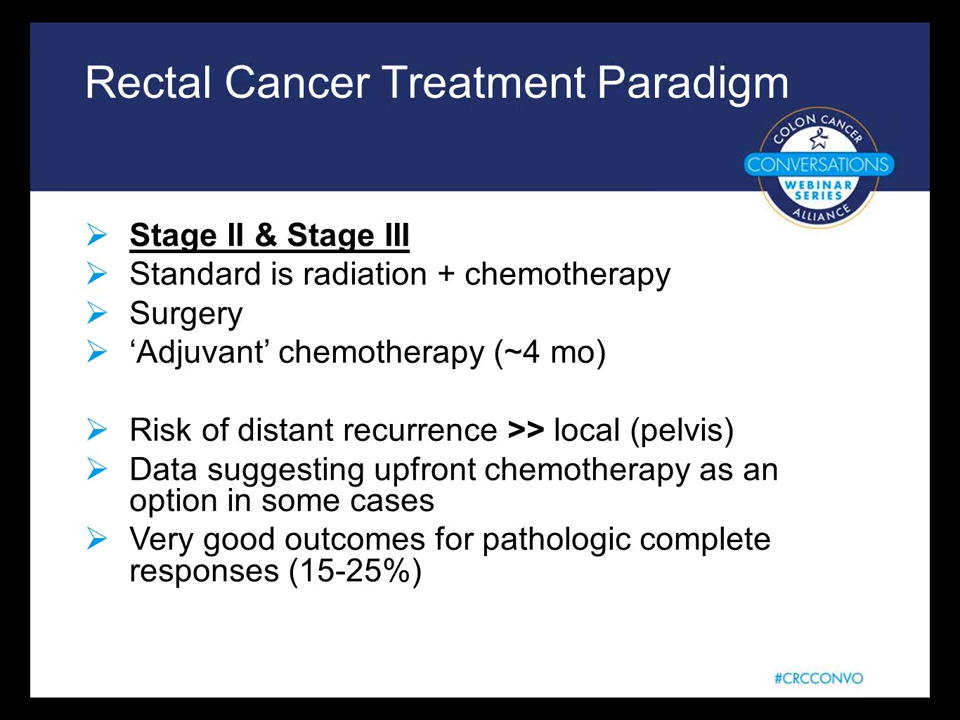 Rectal Cancer Treatment Paradigm
COLON CANCER
CONVERSATIONS
WEBINAR
SERIES
ALLIANCE
Stage II & Stage III
Standard is radiation + chemotherapy
Surgery
‘Adjuvant’ chemotherapy (~4 mo)
Risk of distant recurrence >> local (pelvis)
Data suggesting upfront chemotherapy as an
option in some cases
Very good outcomes for pathologic complete
responses (15-25%)
#CRCCONVO